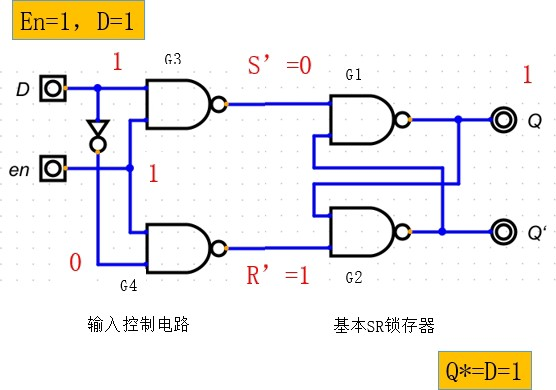 En=1, D=1
1
G3
S’=0
G1
1
D
Q
en
1
0
G4
R’=1
G2
Q‘
输入控制电路
基本SR锁存器
Q*=D=1